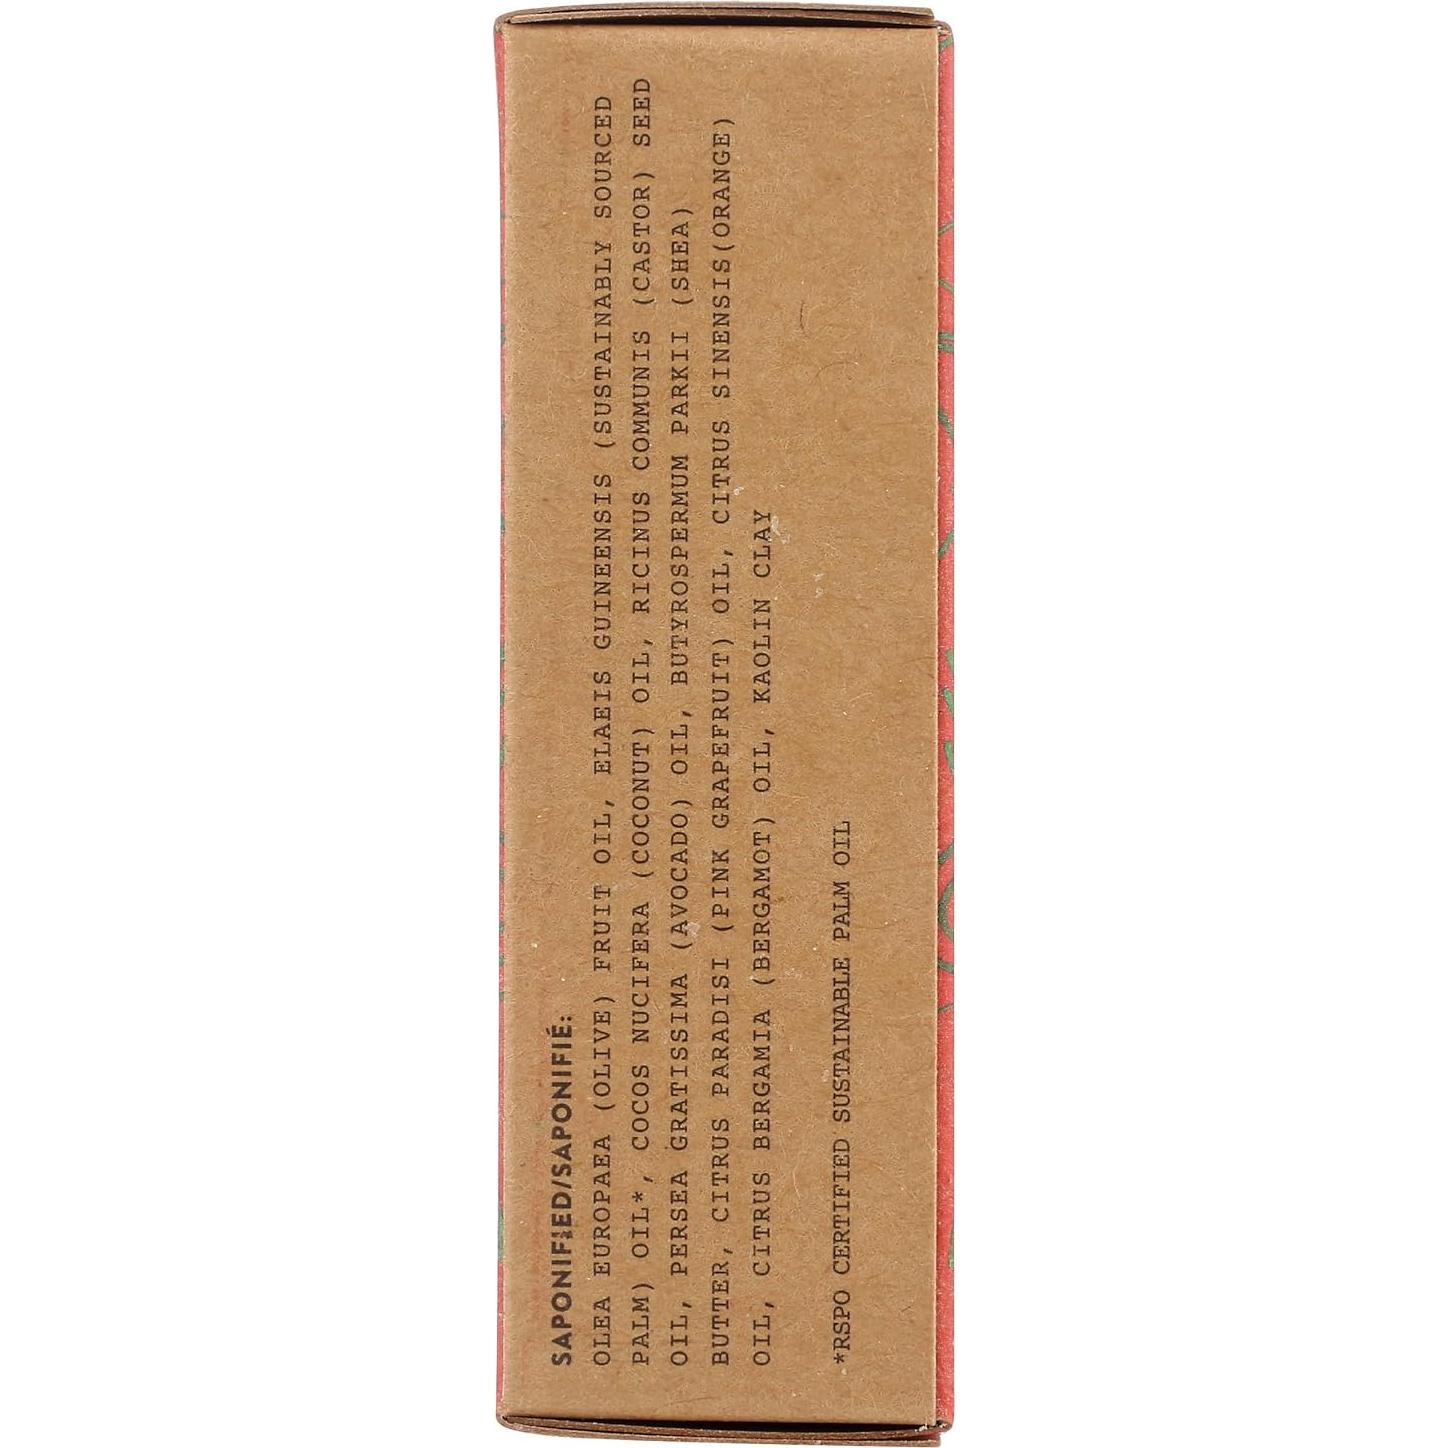 SAPONIFIED/SAPONIFIÉ:
OLEA EUROPAEA (OLIVE) FRUIT OIL, ELAEIS GUINEENSIS (SUSTAINABLY SOURCED
PALM) OIL*, COCOS NUCIFERA (COCONUT) OIL, RICINUS COMMUNIS (CASTOR) SEED
OIL, PERSEA GRATISSIMA (AVOCADO) OIL, BUTYROSPERMUM PARKII (SHEA)
BUTTER, CITRUS PARADISI (PINK GRAPEFRUIT) OIL, CITRUS SINENSIS(ORANGE)
OIL, CITRUS BERGAMIA (BERGAMOT) OIL, KAOLIN CLAY
*RSPO CERTIFIED SUSTAINABLE PALM OIL